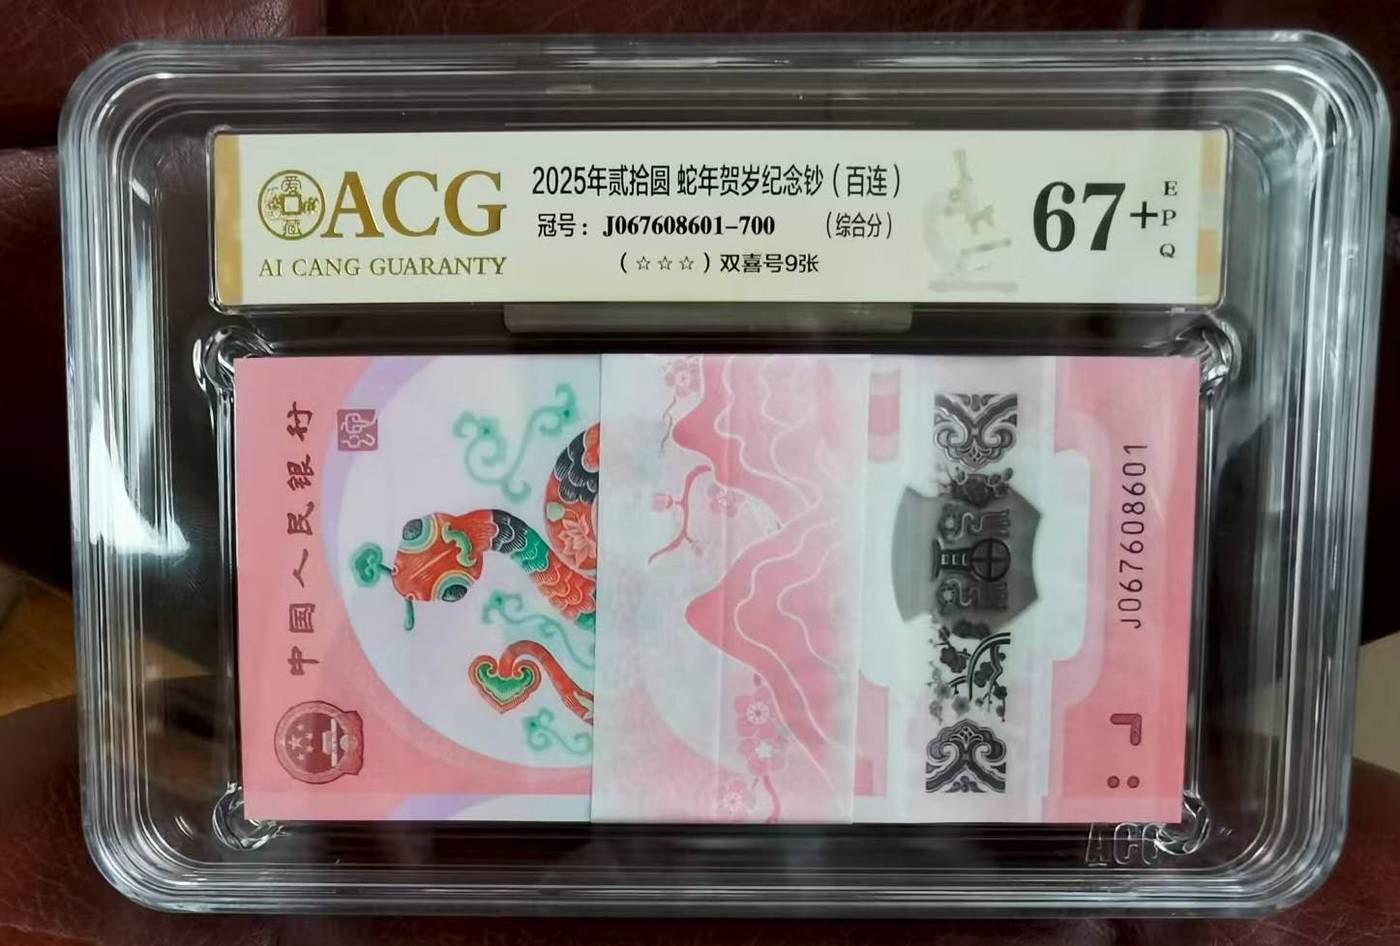 ACG
AI CANG GUARANTY
2025年贰拾圆 蛇年贺岁纪念钞（百连）
冠号：J067608601-700 （综合分）
（☆☆☆）双喜号9张
67+
EPQ
中国人民银行
J067608601
ACG